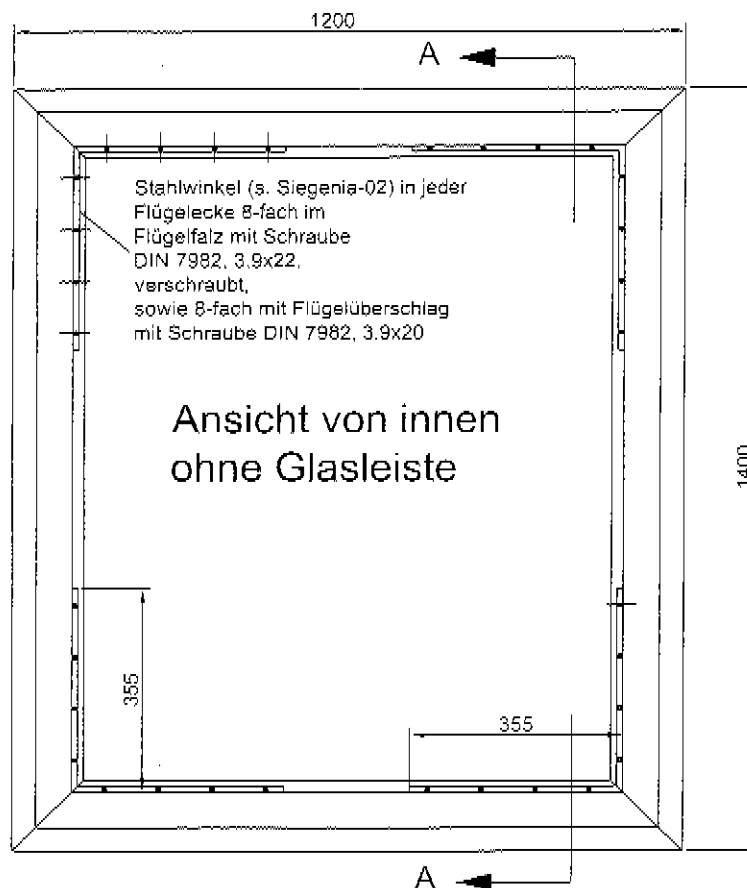 1200
A
Stahlwinkel (s. Siegenia-02) in jeder
Flügelecke 8-fach im
Flügelfalz mit Schraube
DIN 7982, 3,9x22,
verschraubt,
sowie 8-fach mit Flügelüberschlag
mit Schraube DIN 7982, 3.9x20
Ansicht von innen
ohne Glasleiste
1400
355
355
A